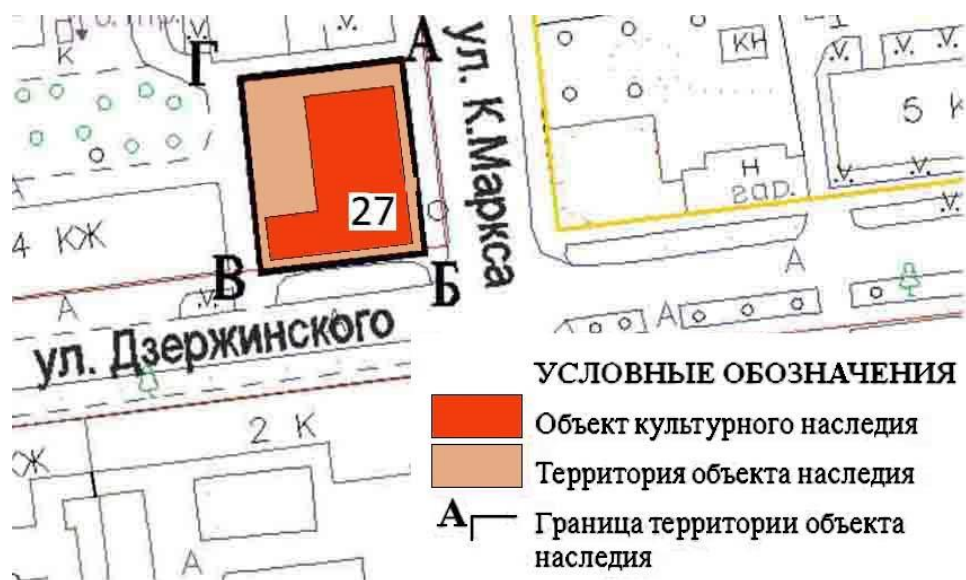 К
.V.
Г
А
ул. К.Маркса
КН
.V.
.V.
.V.
5 К
Н
гар.
.V.
.V.
.V.
27
А
4 КЖ
В
Б
А
.V.
А
А
ул. Дзержинского
2 К
КЖ
А
УСЛОВНЫЕ ОБОЗНАЧЕНИЯ
Объект культурного наследия
Территория объекта наследия
А
Граница территории объекта
наследия